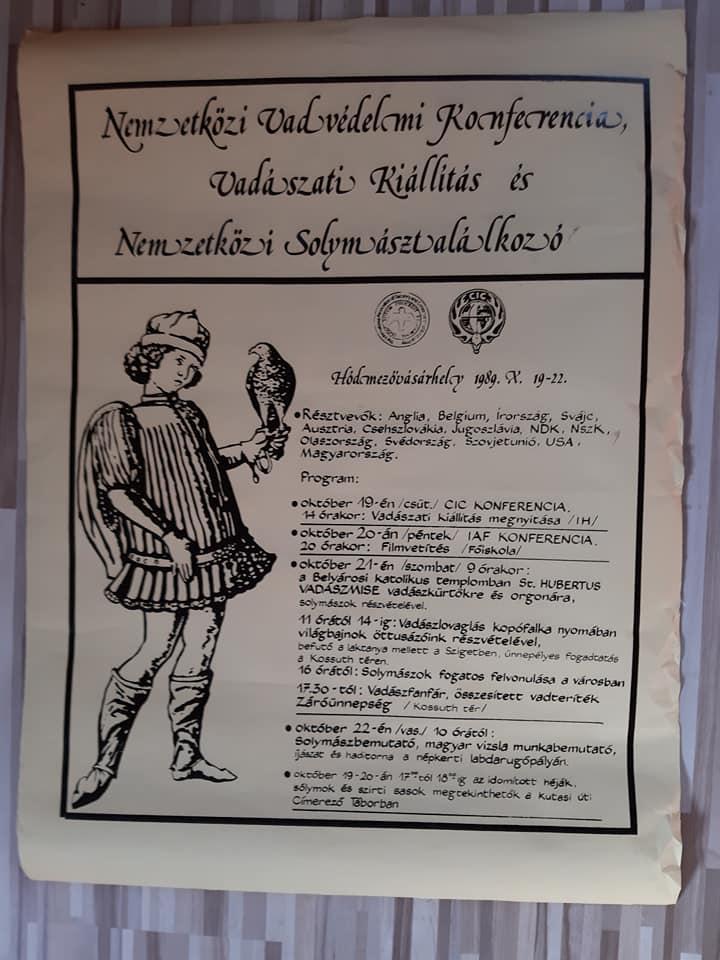 Nemzetközi Vadvédelmi Konferencia,
Vadászati Kiállítás és
Nemzetközi Solymásztalálkozó
CIC
Hódmezővásárhely 1989. X. 19-22.
• Résztvevők: Anglia, Belgium, Írország, Svájc,
Ausztria, Csehszlovákia, Jugoszlávia, NDK, NSZK,
Olaszország, Svédország, Szovjetunió, USA,
Magyarország.
Program:
• október 19-én /csüt./ CIC KONFERENCIA.
14 órakor: Vadászati kiállítás megnyitása /IH/
• október 20-án /péntek/ IAF KONFERENCIA.
20 órakor: Filmvetítés /Főiskola/
• október 21-én /szombat/ 9 órakor:
a Belvárosi katolikus templomban St. HUBERTUS
VADÁSZMISE vadászkürtökre és orgonára,
solymászok részvételével.
11 órától 14-ig: Vadászlovaglás kopófalka nyomában
világbajnok öttusázóink részvételével,
befutó a laktanya mellett a Szigetben, ünnepélyes fogadtatás
a Kossuth téren.
16 órától: Solymászok fogatos felvonulása a városban
17.30-tól: Vadászfanfár, összesített vadteríték
Záróünnepség /Kossuth tér/
• október 22-én /vas./ 10 órától:
Solymászbemutató, magyar vizsla munkabemutató,
íjászat és haditorna a népkerti labdarugópályán.
• október 19-20-án 17⁰⁰tól 18⁰⁰ig az idomított héják,
sólymok és szirti sasok megtekinthetők a Kutasi úti
Címerező Táborban